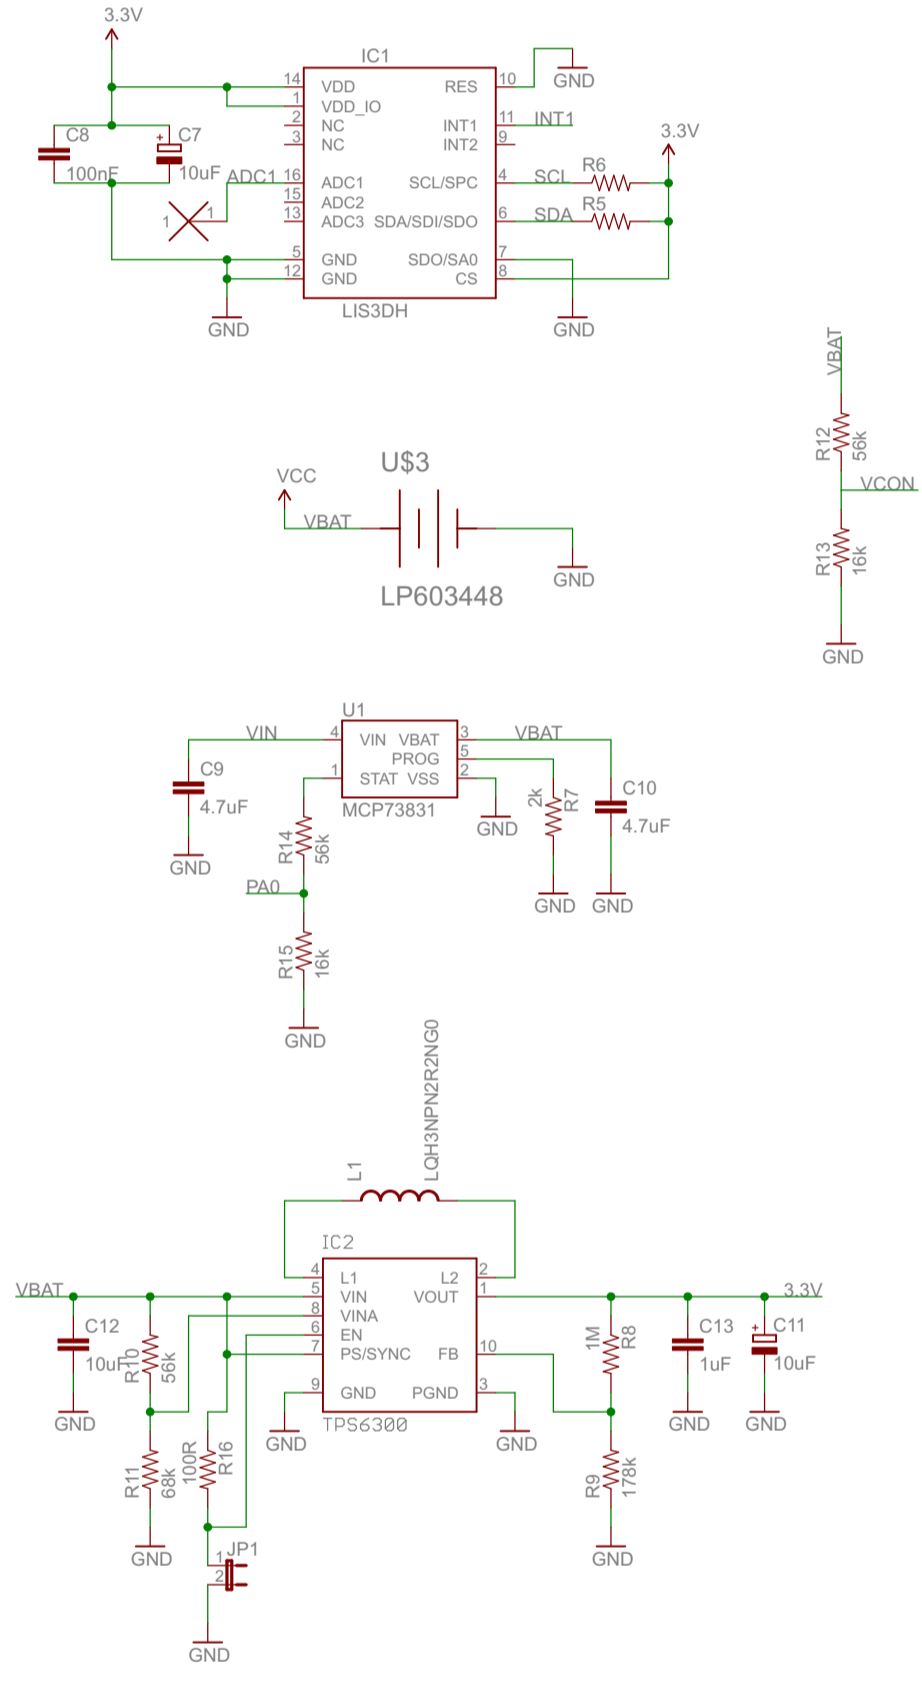 3.3V
IC1
14 VDD RES 10
GND
1 VDD_IO
2 NC INT1 11 INT1
3 NC INT2 9
C8
100nF
+ C7
10uF
3.3V
ADC1 16 ADC1 SCL/SPC 4 SCL R6
15 ADC2
1 1 13 ADC3 SDA/SDI/SDO 6 SDA R5
5 GND SDO/SA0 7
12 GND CS 8
LIS3DH
GND
GND
VBAT
R12
56k
VCON
R13
16k
GND
U$3
VCC
VBAT
GND
LP603448
U1
VIN 4 VIN VBAT 3 VBAT
PROG 5
1 STAT VSS 2
MCP73831
C9
4.7uF
GND
GND
2k
R7
C10
4.7uF
GND
GND
R14
56k
PA0
R15
16k
GND
LQH3NPN2R2NG0
L1
IC2
4 L1 L2 2
VBAT 5 VIN VOUT 1 3.3V
8 VINA
6 EN
7 PS/SYNC FB 10
9 GND PGND 3
TPS6300
C12
10uF
GND
R10
56k
GND
GND
1M
R8
C13
1uF
GND
+ C11
10uF
GND
R11
68k
GND
100R
R16
R9
178k
GND
JP1
1
2
GND